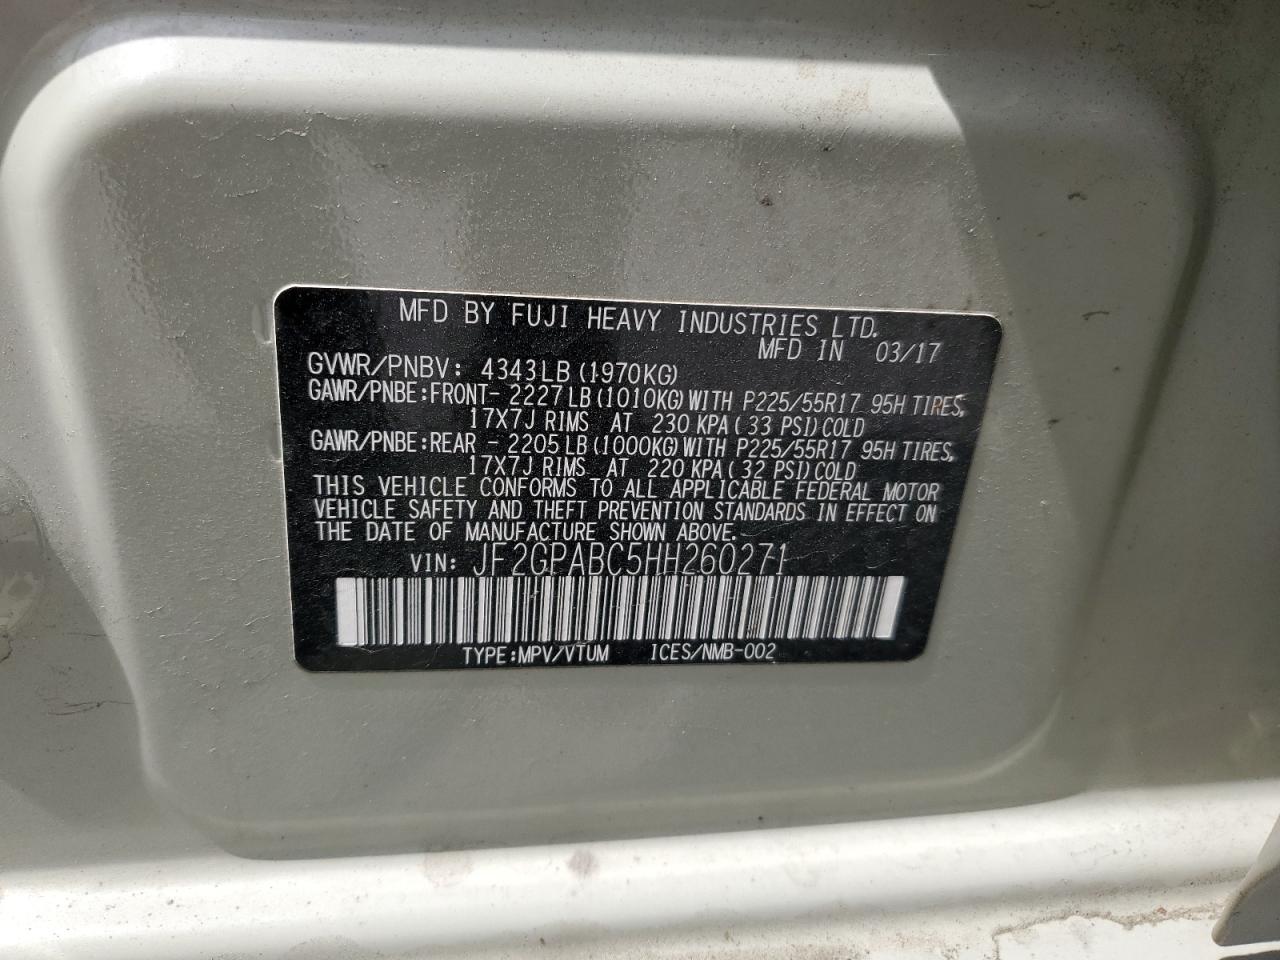 MFD BY FUJI HEAVY INDUSTRIES LTD.
MFD IN 03/17
GVWR/PNBV: 4343LB (1970KG)
GAWR/PNBE:FRONT- 2227LB(1010KG)WITH P225/55R17 95H TIRES,
17X7J RIMS AT 230 KPA(33 PSI)COLD
GAWR/PNBE:REAR - 2205LB(1000KG)WITH P225/55R17 95H TIRES,
17X7J RIMS AT 220 KPA(32 PSI)COLD
THIS VEHICLE CONFORMS TO ALL APPLICABLE FEDERAL MOTOR
VEHICLE SAFETY AND THEFT PREVENTION STANDARDS IN EFFECT ON
THE DATE OF MANUFACTURE SHOWN ABOVE.
VIN: JF2GPABC5HH260271
TYPE:MPV/VTUM ICES/NMB-002